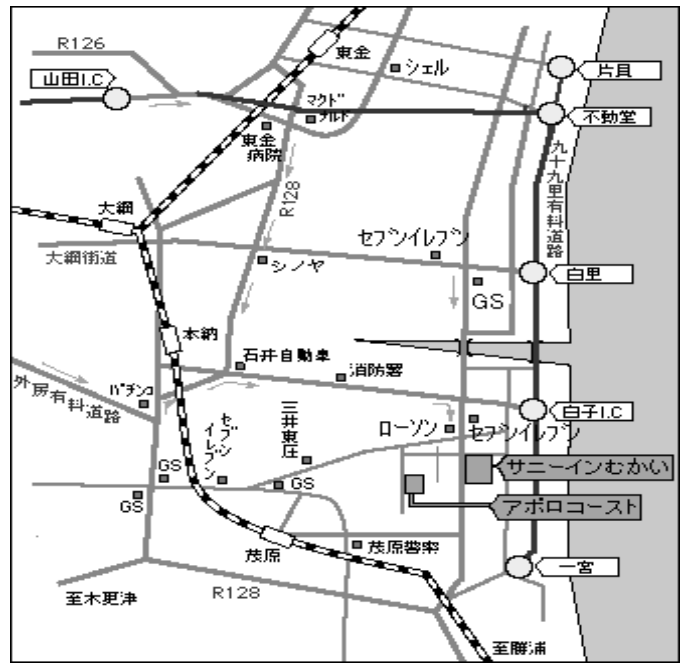 R126
東金
シェル
片貝
山田I.C
マクド
ナルド
不動堂
東金
病院
九十九里有料道路
R128
大網
セブンイレブン
大網街道
シノヤ
白里
GS
本納
石井自動車
消防署
外房有料道路
パチンコ
三井東圧
セブン
イレブン
ローソン
セブンイレブン
白子I.C
GS
GS
GS
サニーインむかい
アポロコースト
茂原
茂原警察
一宮
至木更津
R128
至勝浦